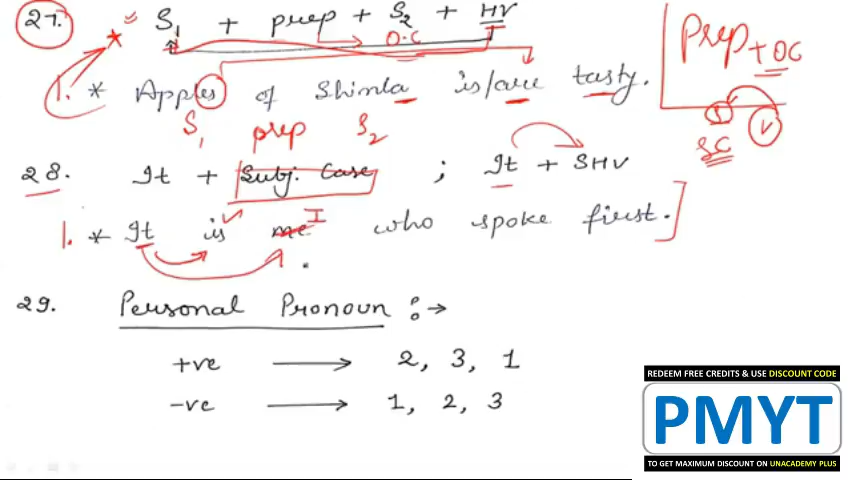 27. S1 + prep + S2 + HV
O.C
Prep + OC
1. * Apples of Shimla is/are tasty.
S1 prep S2
S V
SC
28. It + Subj. Case ; It + SHV
I
1. * It is me who spoke first.
29. Personal Pronoun :→
+ve → 2, 3, 1
-ve → 1, 2, 3
REDEEM FREE CREDITS & USE DISCOUNT CODE
PMYT
TO GET MAXIMUM DISCOUNT ON UNACADEMY PLUS